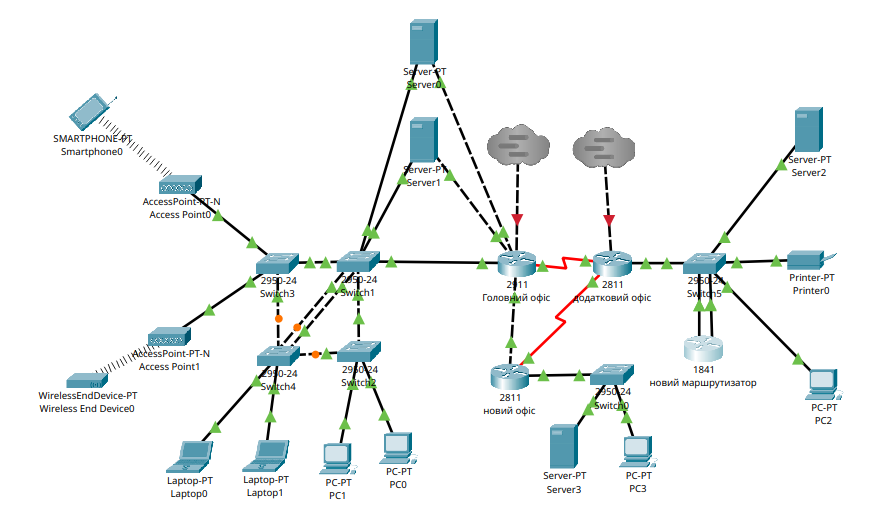 Server-PT
Server0
SMARTPHONE-PT
Smartphone0
Server-PT
Server1
Server-PT
Server2
AccessPoint-PT-N
Access Point0
2950-24
Switch3
2950-24
Switch1
2911
Головний офіс
2811
додатковий офіс
2950-24
Switch5
Printer-PT
Printer0
AccessPoint-PT-N
Access Point1
2950-24
Switch4
2950-24
Switch2
1841
новий маршрутизатор
WirelessEndDevice-PT
Wireless End Device0
2811
новий офіс
2950-24
Switch0
PC-PT
PC2
Laptop-PT
Laptop0
Laptop-PT
Laptop1
PC-PT
PC1
PC-PT
PC0
Server-PT
Server3
PC-PT
PC3